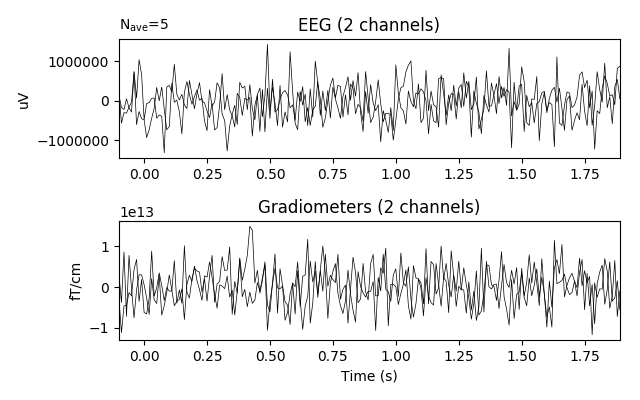 Nave=5
EEG (2 channels)
uV
1000000
0
−1000000
0.00 0.25 0.50 0.75 1.00 1.25 1.50 1.75
1e13
Gradiometers (2 channels)
fT/cm
1
0
−1
0.00 0.25 0.50 0.75 1.00 1.25 1.50 1.75
Time (s)